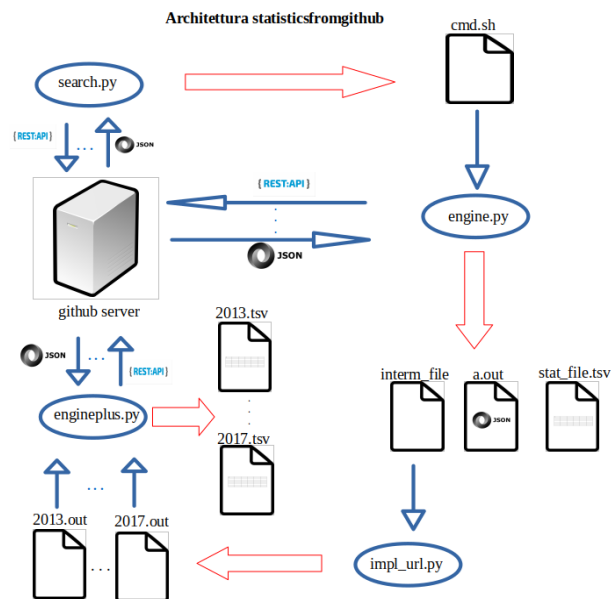 Architettura statisticsfromgithub
cmd.sh
search.py
{ REST:API }
...
JSON
{ REST:API }
engine.py
JSON
github server
2013.tsv
JSON
...
{ REST:API }
interm_file
a.out
stat_file.tsv
JSON
engineplus.py
2017.tsv
...
2013.out
2017.out
...
impl_url.py